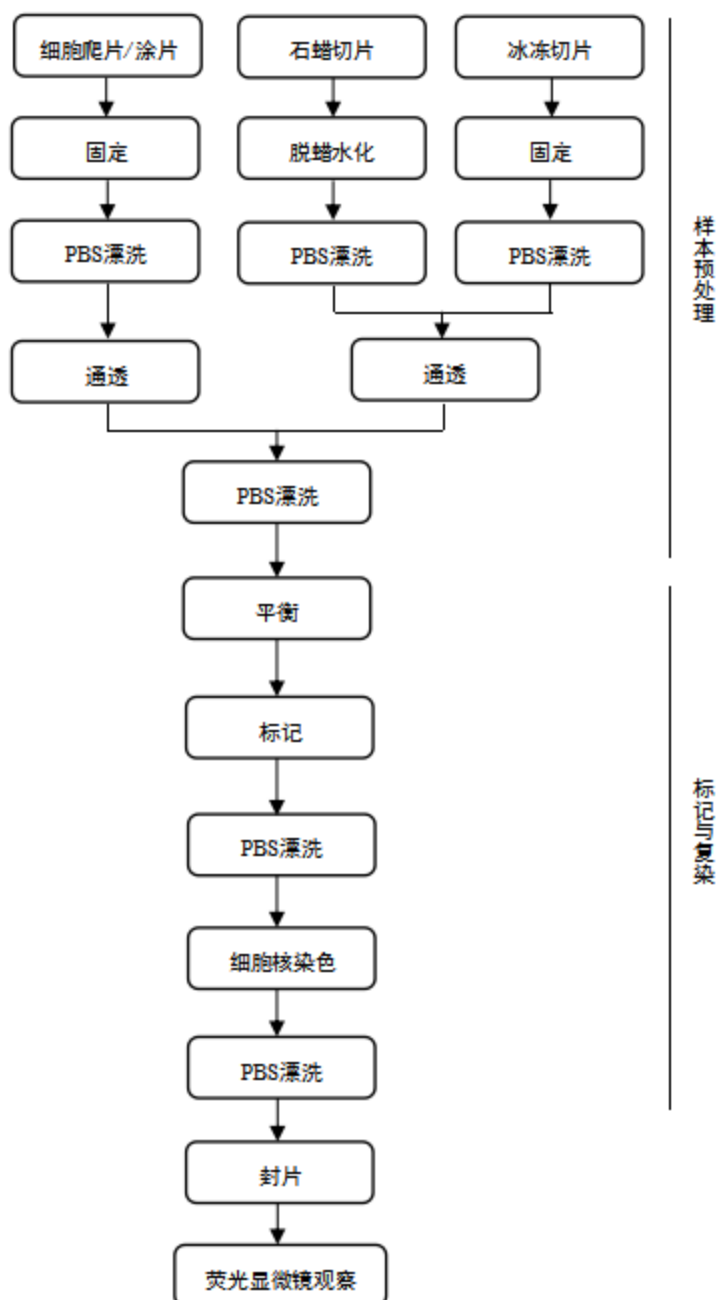 细胞爬片/涂片
石蜡切片
冰冻切片
固定
脱蜡水化
固定
PBS漂洗
PBS漂洗
PBS漂洗
通透
通透
PBS漂洗
样本预处理
平衡
标记
PBS漂洗
细胞核染色
PBS漂洗
标记与复染
封片
荧光显微镜观察